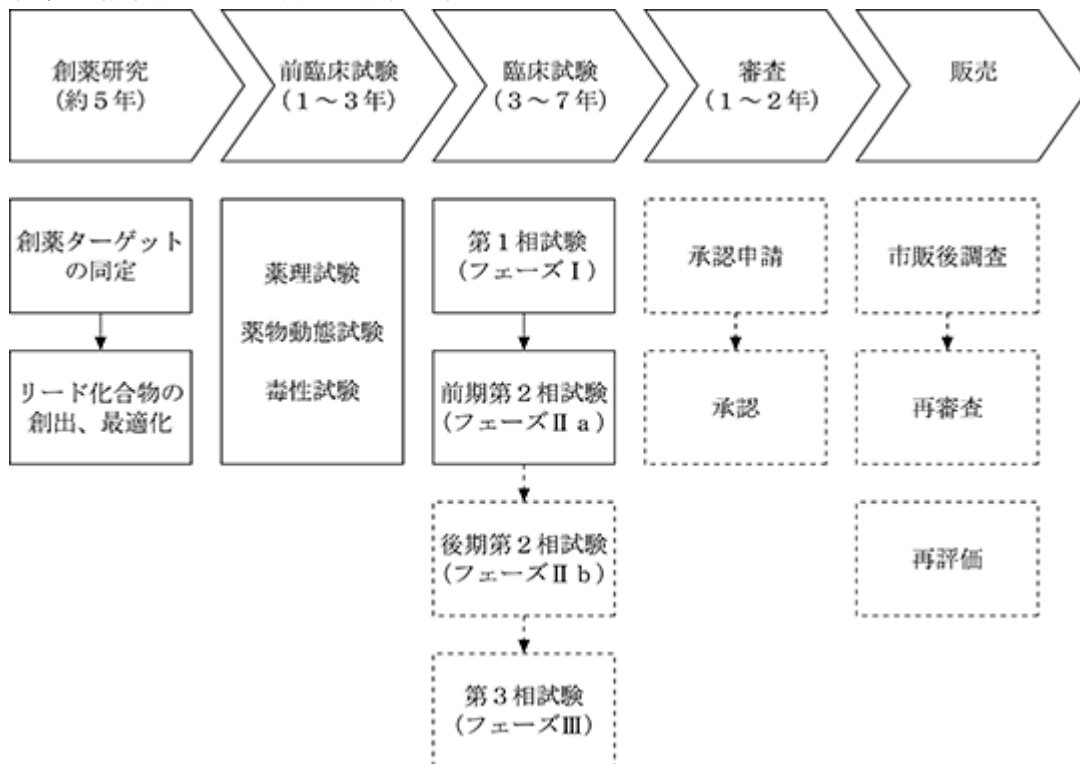 創薬研究
(約5年)
前臨床試験
(1〜3年)
臨床試験
(3〜7年)
審査
(1〜2年)
販売
創薬ターゲット
の同定
リード化合物の
創出、最適化
薬理試験
薬物動態試験
毒性試験
第1相試験
(フェーズⅠ)
前期第2相試験
(フェーズⅡa)
後期第2相試験
(フェーズⅡb)
第3相試験
(フェーズⅢ)
承認申請
承認
市販後調査
再審査
再評価